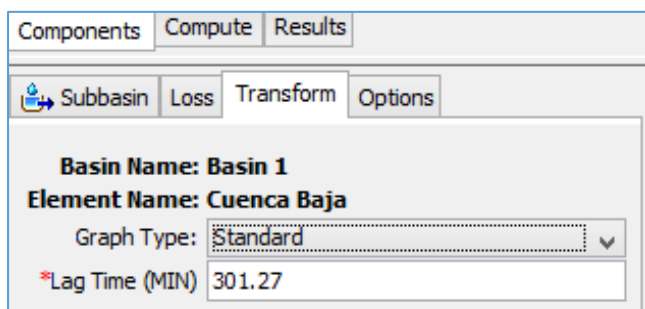 Components Compute Results
Subbasin Loss Transform Options
Basin Name: Basin 1
Element Name: Cuenca Baja
Graph Type: Standard
*Lag Time (MIN) 301.27